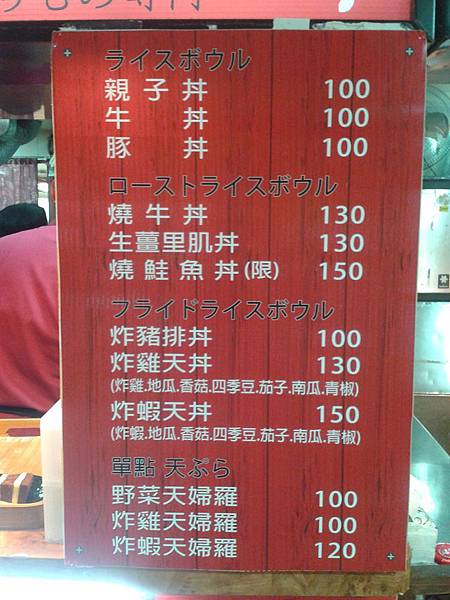 ライスボウル
親子丼 100
牛丼 100
豚丼 100
ローストライスボウル
燒牛丼 130
生薑里肌丼 130
燒鮭魚丼(限) 150
フライドライスボウル
炸豬排丼 100
炸雞天丼 130
(炸雞.地瓜.香菇.四季豆.茄子.南瓜.青椒)
炸蝦天丼 150
(炸蝦.地瓜.香菇.四季豆.茄子.南瓜.青椒)
單點 天ぷら
野菜天婦羅 100
炸雞天婦羅 100
炸蝦天婦羅 120